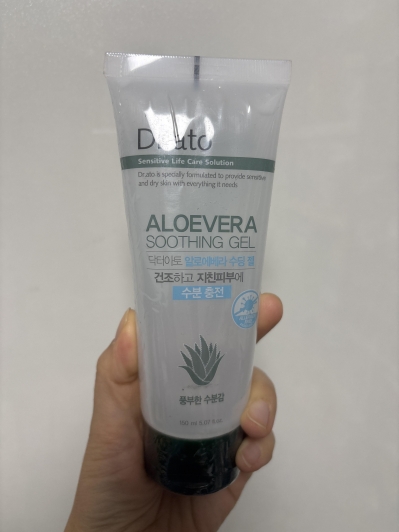 Dr.ato
Sensitive Life Care Solution
Dr.ato is specially formulated to provide sensitive
and dry skin with everything it needs
ALOEVERA
SOOTHING GEL
닥터아토 알로에베라 수딩 젤
건조하고 지친피부에
수분 충전
풍부한 수분감